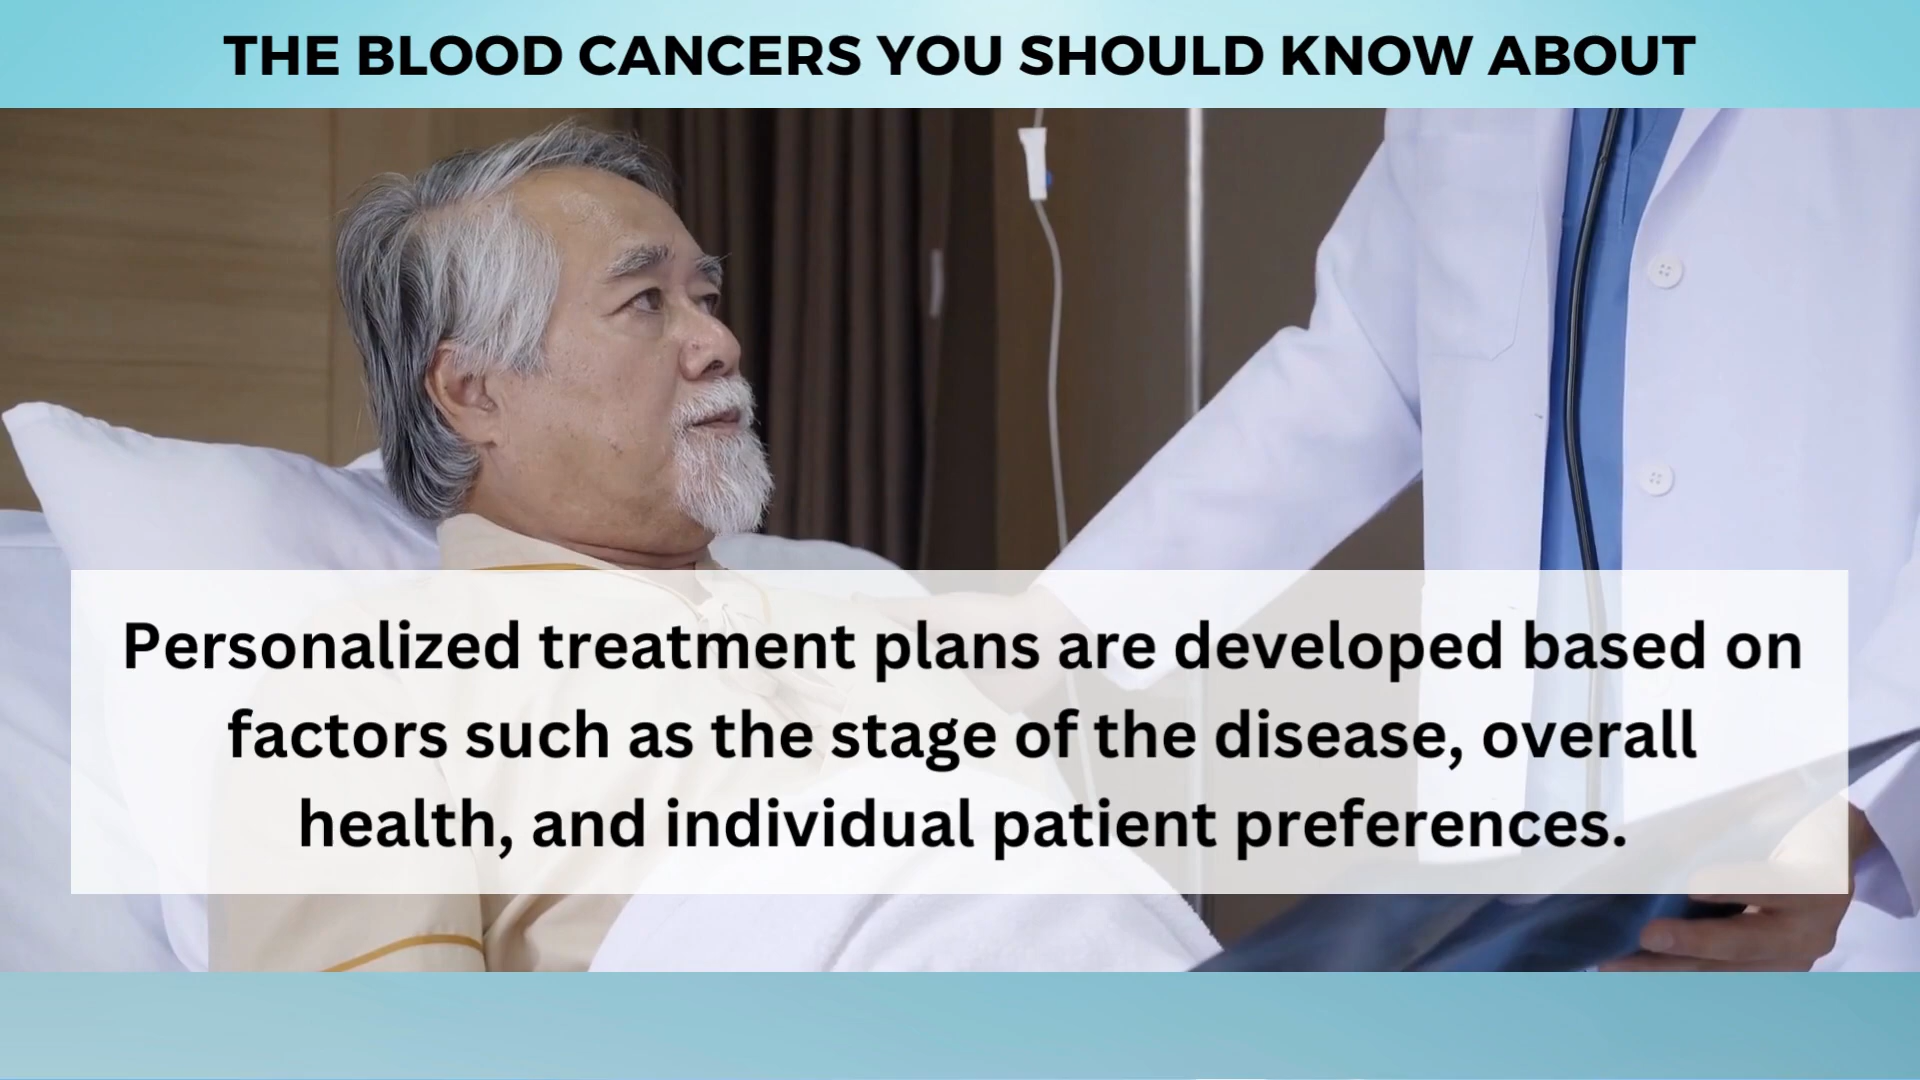 THE BLOOD CANCERS YOU SHOULD KNOW ABOUT
Personalized treatment plans are developed based on
factors such as the stage of the disease, overall
health, and individual patient preferences.